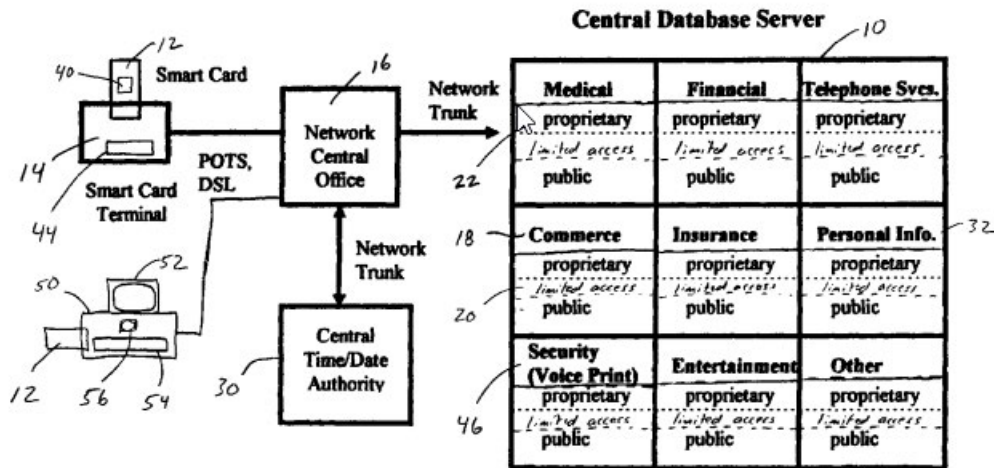 Central Database Server
10
12
40
Smart Card
16
Network Trunk
Network Central Office
14
44
Smart Card Terminal
POTS, DSL
Network Trunk
52
50
12
56
54
30
Central Time/Date Authority
Medical Financial Telephone Svcs.
proprietary proprietary proprietary
limited access limited access limited access
public public public
22
18
32
Commerce Insurance Personal Info.
proprietary proprietary proprietary
limited access limited access limited access
public public public
20
Security (Voice Print) Entertainment Other
proprietary proprietary proprietary
limited access limited access limited access
public public public
46